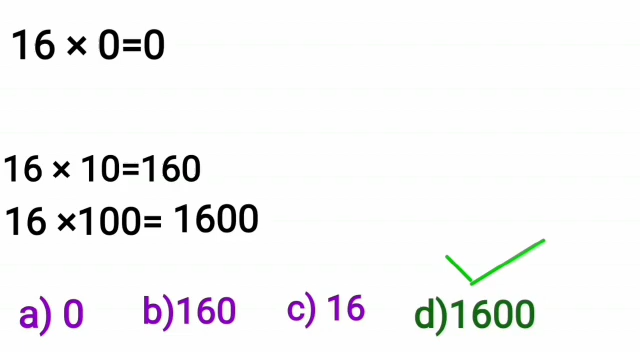 16 × 0=0
16 × 10=160
16 ×100= 1600
a) 0 b)160 c) 16 d)1600